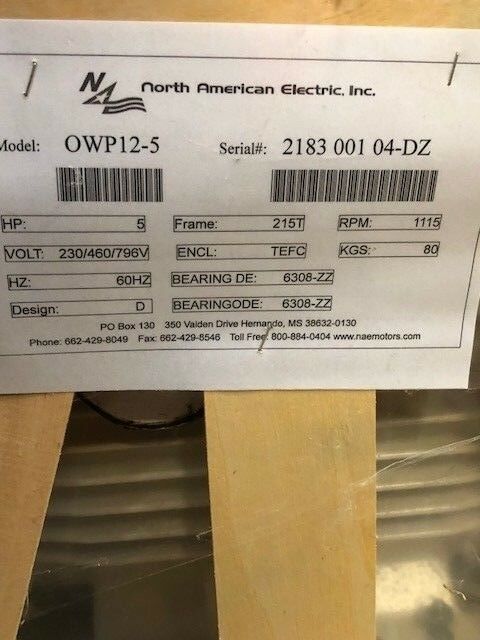 NAE North American Electric, Inc.
Model: OWP12-5 Serial#: 2183 001 04-DZ
HP: 5 Frame: 215T RPM: 1115
VOLT: 230/460/796V ENCL: TEFC KGS: 80
HZ: 60HZ BEARING DE: 6308-ZZ
Design: D BEARINGODE: 6308-ZZ
PO Box 130 350 Vaiden Drive Hernando, MS 38632-0130
Phone: 662-429-8049 Fax: 662-429-8546 Toll Free: 800-884-0404 www.naemotors.com